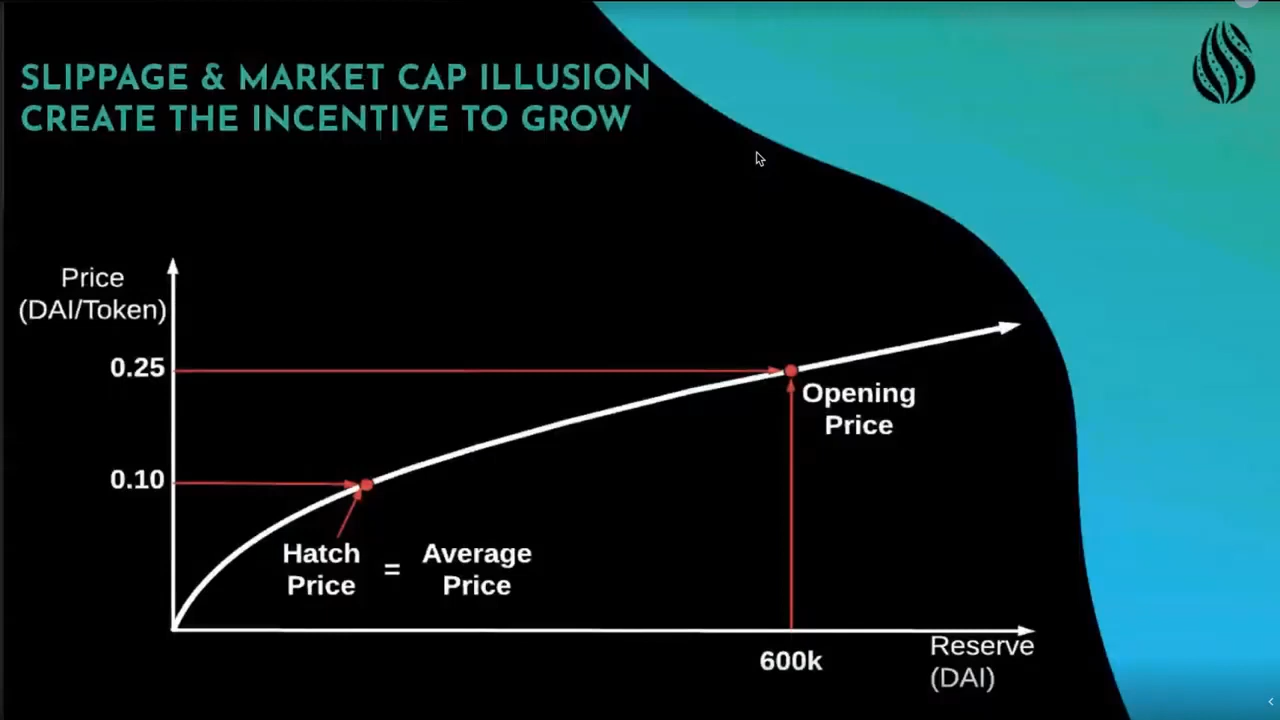 SLIPPAGE & MARKET CAP ILLUSION
CREATE THE INCENTIVE TO GROW
Price
(DAI/Token)
0.25
Opening
Price
0.10
Hatch
Price
=
Average
Price
600k
Reserve
(DAI)